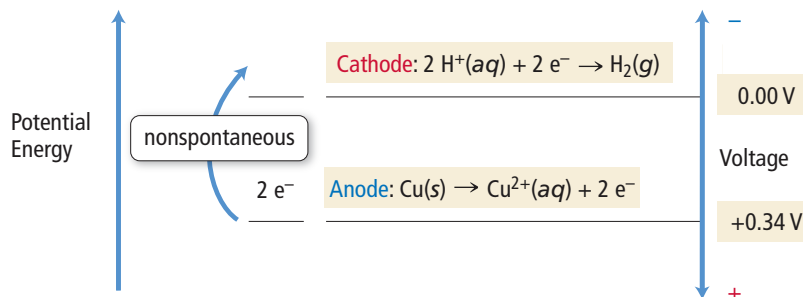 −
Cathode: 2 H⁺(aq) + 2 e⁻ → H₂(g)
0.00 V
Potential
Energy
nonspontaneous
Voltage
2 e⁻
Anode: Cu(s) → Cu²⁺(aq) + 2 e⁻
+0.34 V
+